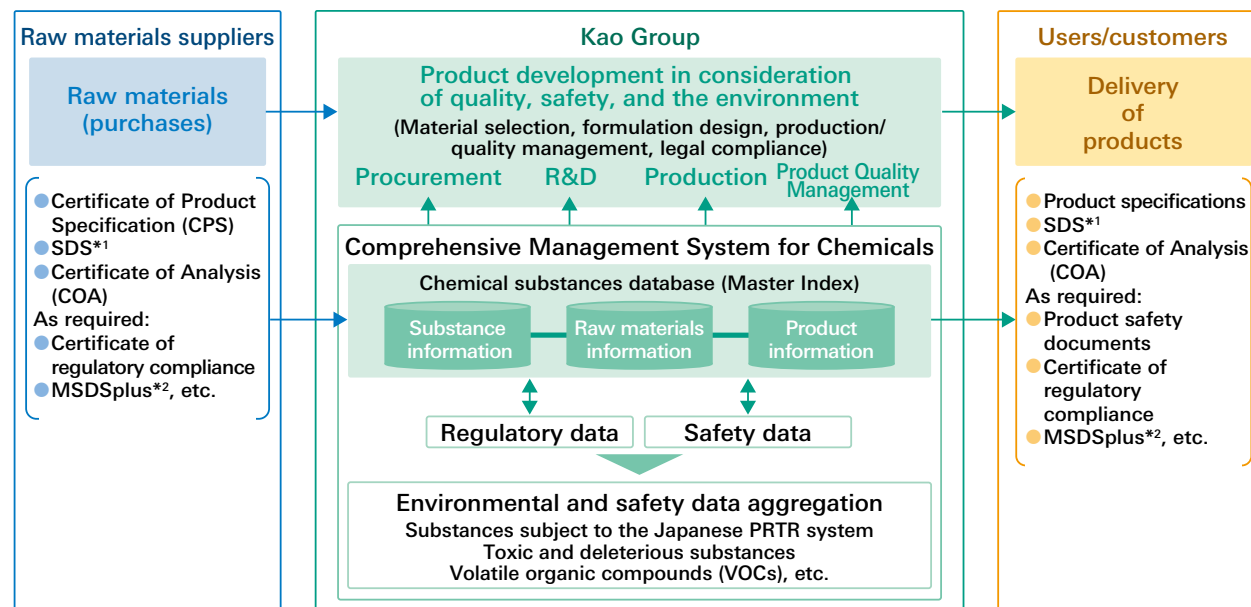 Raw materials suppliers
Raw materials
(purchases)
●Certificate of Product
Specification (CPS)
●SDS*1
●Certificate of Analysis
(COA)
As required:
●Certificate of
regulatory compliance
●MSDSplus*2, etc.
Kao Group
Product development in consideration
of quality, safety, and the environment
(Material selection, formulation design, production/
quality management, legal compliance)
Procurement
R&D
Production
Product Quality
Management
Comprehensive Management System for Chemicals
Chemical substances database (Master Index)
Substance
information
Raw materials
information
Product
information
Regulatory data
Safety data
Environmental and safety data aggregation
Substances subject to the Japanese PRTR system
Toxic and deleterious substances
Volatile organic compounds (VOCs), etc.
Users/customers
Delivery
of
products
●Product specifications
●SDS*1
●Certificate of Analysis
(COA)
As required:
●Product safety
documents
●Certificate of
regulatory
compliance
●MSDSplus*2, etc.